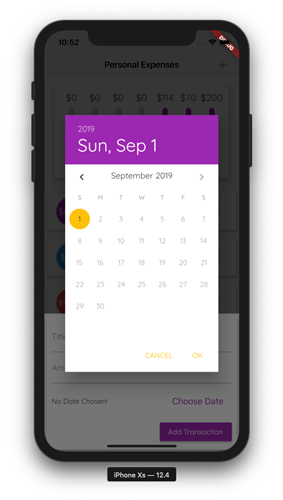 10:52
DEBUG
Personal Expenses
$0 $0 $0 $0 $114 $70 $200
2019
Sun, Sep 1
September 2019
S M T W T F S
1 2 3 4 5 6 7
8 9 10 11 12 13 14
15 16 17 18 19 20 21
22 23 24 25 26 27 28
29 30
CANCEL OK
Title
Am
No Date Chosen!
Choose Date
Add Transaction
iPhone Xs — 12.4